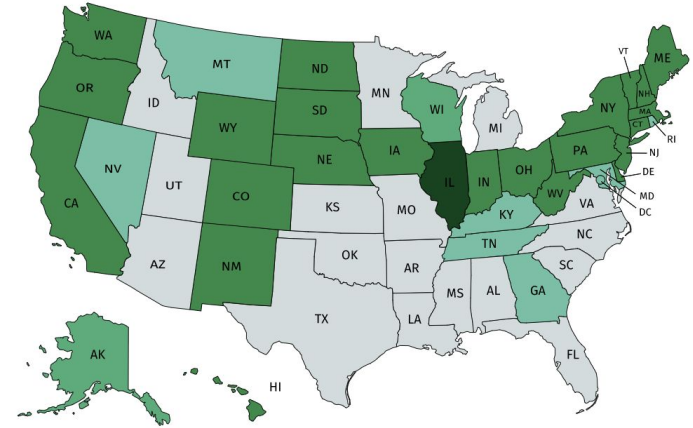 WA
MT
ND
MN
OR
ID
SD
WI
MI
WY
VT
ME
NH
NY
MA
CT
RI
NV
NE
IA
PA
NJ
CA
UT
CO
IL
IN
OH
WV
DE
MD
DC
KS
MO
KY
VA
AZ
NM
OK
AR
TN
NC
SC
TX
LA
MS
AL
GA
FL
AK
HI